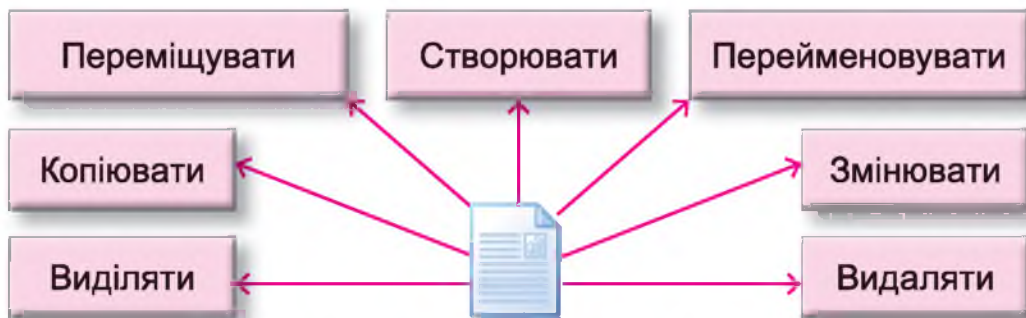 Переміщувати
Створювати
Перейменовувати
Копіювати
Змінювати
Виділяти
Видаляти